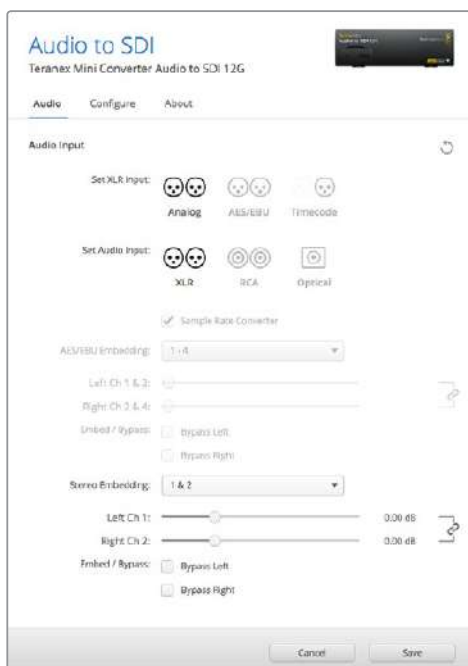 Audio to SDI
Teranex Mini Converter Audio to SDI 12G
Audio Configure About
Audio Input
Set XLR Input:
Analog AES/EBU Timecode
Set Audio Input:
XLR RCA Optical
Sample Rate Converter
AES/EBU Embedding: 1 - 4
Left Ch 1 & 2:
Right Ch 3 & 4:
Embed / Bypass: Bypass Left
Bypass Right
Stereo Embedding: 1 & 2
Left Ch 1: 0.00 dB
Right Ch 2: 0.00 dB
Embed / Bypass: Bypass Left
Bypass Right
Cancel Save